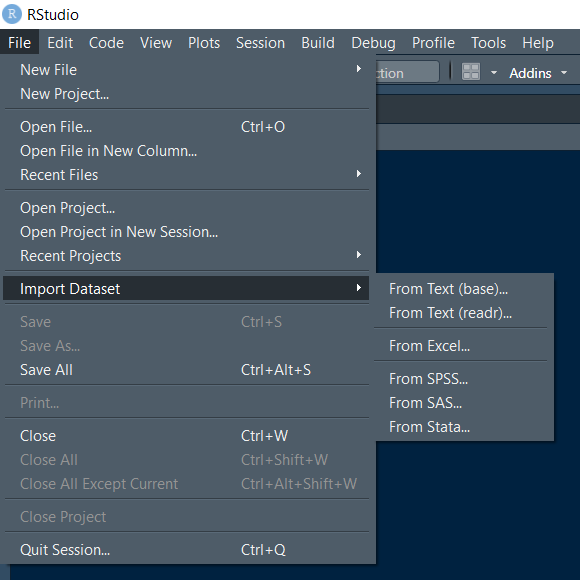 R RStudio
File Edit Code View Plots Session Build Debug Profile Tools Help
New File
New Project...
Addins
Open File... Ctrl+O
Open File in New Column...
Recent Files
Open Project...
Open Project in New Session...
Recent Projects
Import Dataset
From Text (base)...
From Text (readr)...
From Excel...
From SPSS...
From SAS...
From Stata...
Save Ctrl+S
Save As...
Save All Ctrl+Alt+S
Print...
Close Ctrl+W
Close All Ctrl+Shift+W
Close All Except Current Ctrl+Alt+Shift+W
Close Project
Quit Session... Ctrl+Q